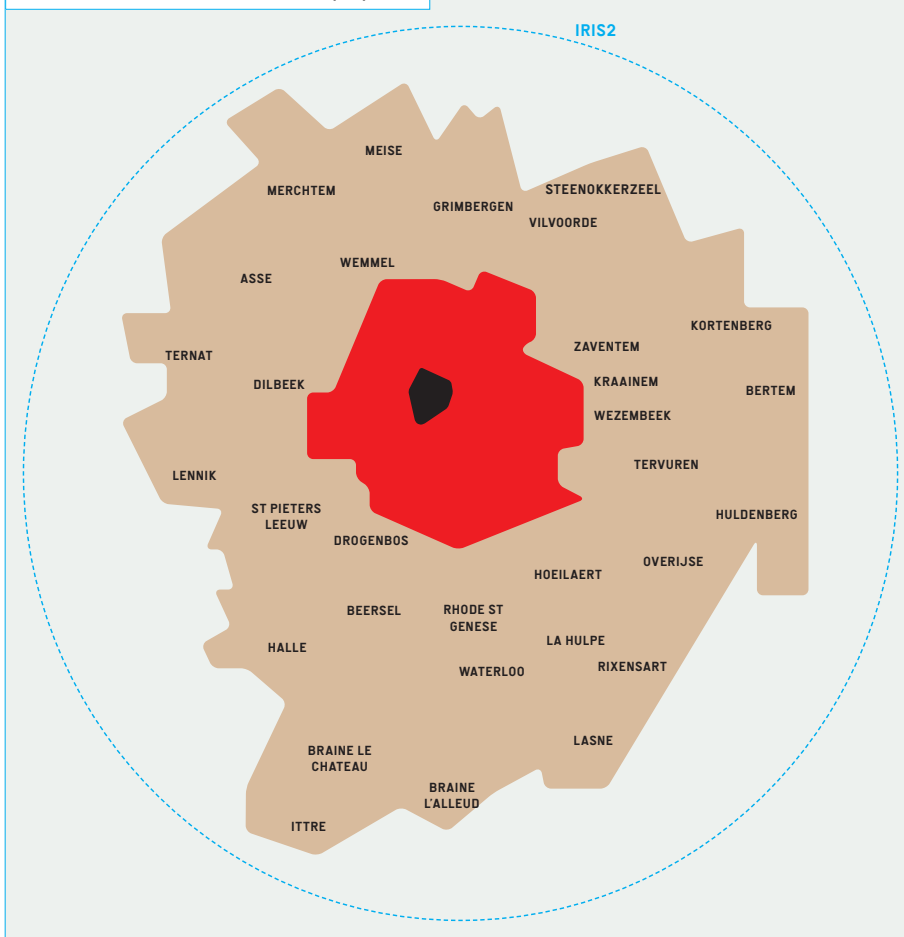 IRIS2
MEISE
MERCHTEM
STEENOKKERZEEL
GRIMBERGEN
VILVOORDE
WEMMEL
ASSE
KORTENBERG
ZAVENTEM
TERNAT
KRAAINEM
DILBEEK
BERTEM
WEZEMBEEK
TERVUREN
LENNIK
ST PIETERS
LEEUW
HULDENBERG
DROGENBOS
OVERIJSE
HOEILAERT
BEERSEL
RHODE ST
GENESE
LA HULPE
HALLE
RIXENSART
WATERLOO
LASNE
BRAINE LE
CHATEAU
BRAINE
L'ALLEUD
ITTRE